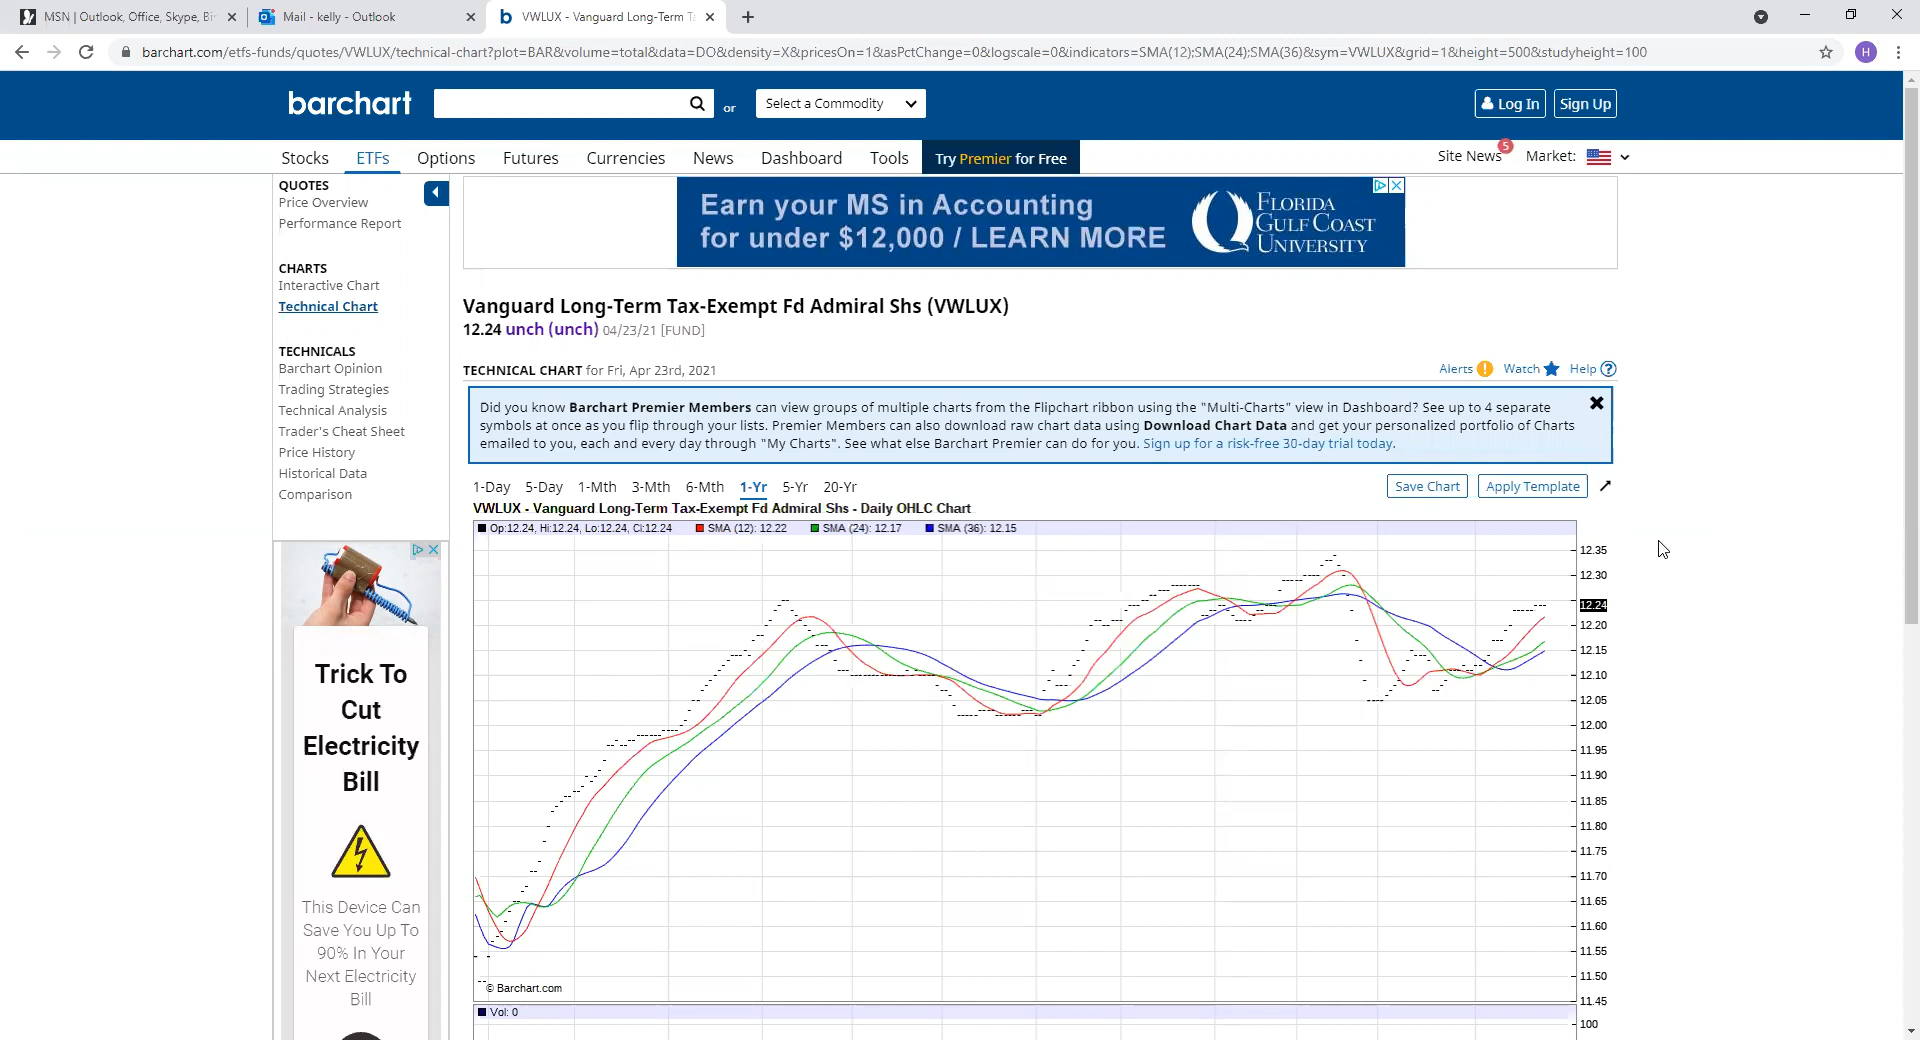 MSN | Outlook, Office, Skype, Bi
Mail - kelly - Outlook
VWLUX - Vanguard Long-Term T
barchart.com/etfs-funds/quotes/VWLUX/technical-chart?plot=BAR&volume=total&data=DO&density=X&pricesOn=1&asPctChange=0&logscale=0&indicators=SMA(12);SMA(24);SMA(36)&sym=VWLUX&grid=1&height=500&studyheight=100
H
barchart
or
Select a Commodity
Log In
Sign Up
Stocks
ETFs
Options
Futures
Currencies
News
Dashboard
Tools
Try Premier for Free
Site News
5
Market:
QUOTES
Price Overview
Performance Report
CHARTS
Interactive Chart
Technical Chart
TECHNICALS
Barchart Opinion
Trading Strategies
Technical Analysis
Trader's Cheat Sheet
Price History
Historical Data
Comparison
Trick To
Cut
Electricity
Bill
This Device Can
Save You Up To
90% In Your
Next Electricity
Bill
Earn your MS in Accounting
for under $12,000 / LEARN MORE
FLORIDA
GULF COAST
UNIVERSITY
Vanguard Long-Term Tax-Exempt Fd Admiral Shs (VWLUX)
12.24 unch (unch) 04/23/21 [FUND]
TECHNICAL CHART for Fri, Apr 23rd, 2021
Alerts
Watch
Help
Did you know Barchart Premier Members can view groups of multiple charts from the Flipchart ribbon using the "Multi-Charts" view in Dashboard? See up to 4 separate
symbols at once as you flip through your lists. Premier Members can also download raw chart data using Download Chart Data and get your personalized portfolio of Charts
emailed to you, each and every day through "My Charts". See what else Barchart Premier can do for you. Sign up for a risk-free 30-day trial today.
1-Day 5-Day 1-Mth 3-Mth 6-Mth 1-Yr 5-Yr 20-Yr
Save Chart
Apply Template
VWLUX - Vanguard Long-Term Tax-Exempt Fd Admiral Shs - Daily OHLC Chart
Op:12.24, Hi:12.24, Lo:12.24, Cl:12.24 SMA (12): 12.22 SMA (24): 12.17 SMA (36): 12.15
12.35
12.30
12.24
12.20
12.15
12.10
12.05
12.00
11.95
11.90
11.85
11.80
11.75
11.70
11.65
11.60
11.55
11.50
11.45
© Barchart.com
Vol: 0
100